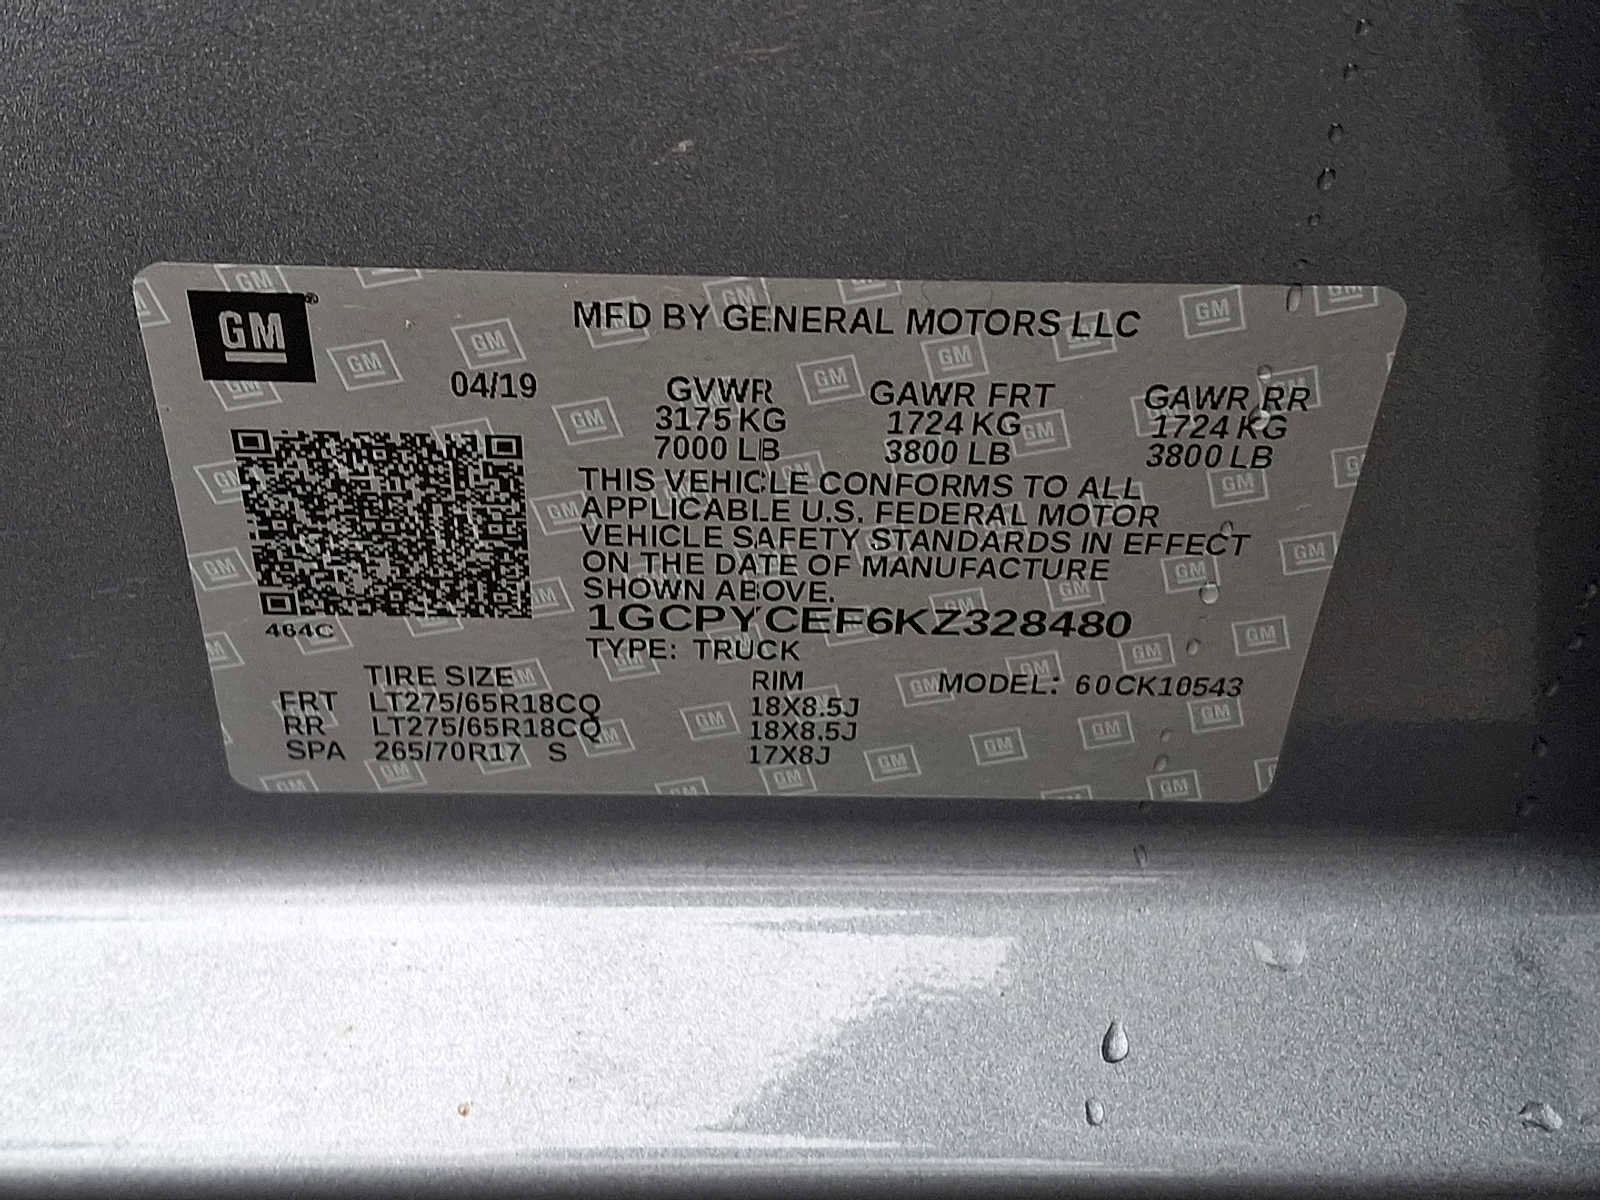 GM
MFD BY GENERAL MOTORS LLC
04/19
GVWR GAWR FRT GAWR RR
3175 KG 1724 KG 1724 KG
7000 LB 3800 LB 3800 LB
THIS VEHICLE CONFORMS TO ALL
APPLICABLE U.S. FEDERAL MOTOR
VEHICLE SAFETY STANDARDS IN EFFECT
ON THE DATE OF MANUFACTURE
SHOWN ABOVE.
1GCPYCEF6KZ328480
464C
TYPE: TRUCK
TIRE SIZE RIM MODEL: 60CK10543
FRT LT275/65R18CQ 18X8.5J
RR LT275/65R18CQ 18X8.5J
SPA 265/70R17 S 17X8J